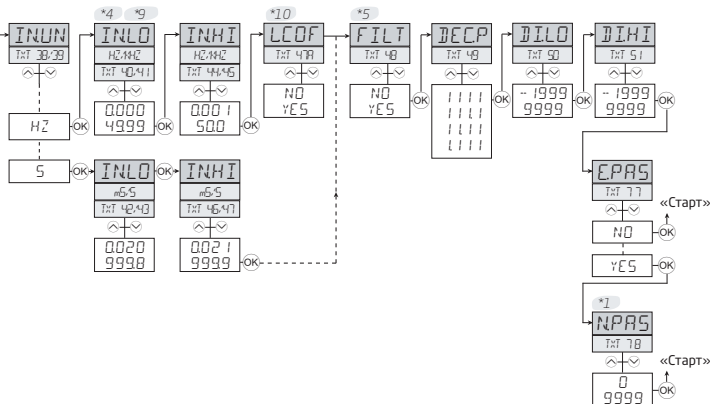 *4 *9 *10 *5
IN.UN IN.LO IN.HI L.COF FILT DEC.P DI.LO DI.HI
HZ/KHZ HZ/KHZ
TXT 38/39 TXT 40/41 TXT 44/45 TXT 47A TXT 48 TXT 49 TXT 50 TXT 51
HZ
OK
0.000
49.99
OK
0.001
50.0
OK
NO
YES
NO
YES
OK
1111
111.1
11.11
1.111
OK
-1999
9999
OK
-1999
9999
OK
S
OK
IN.LO
mS/S
TXT 42/43
0.020
999.8
OK
IN.HI
mS/S
TXT 46/47
0.021
999.9
OK
E.PAS
TXT 77
NO
OK
«Старт»
YES
OK
*1
N.PAS
TXT 78
0
9999
OK
«Старт»